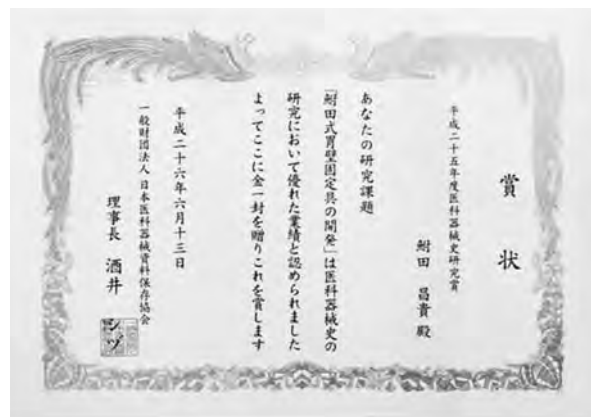 賞状
平成二十五年度医科器械史研究賞
鮒田昌貴殿
あなたの研究課題
「鮒田式胃壁固定具の開発」は医科器械史の
研究において優れた業績と認められました
よってここに金一封を贈りこれを賞します
平成二十六年六月十三日
一般財団法人日本医科器械資料保存協会
理事長 酒井シヅ